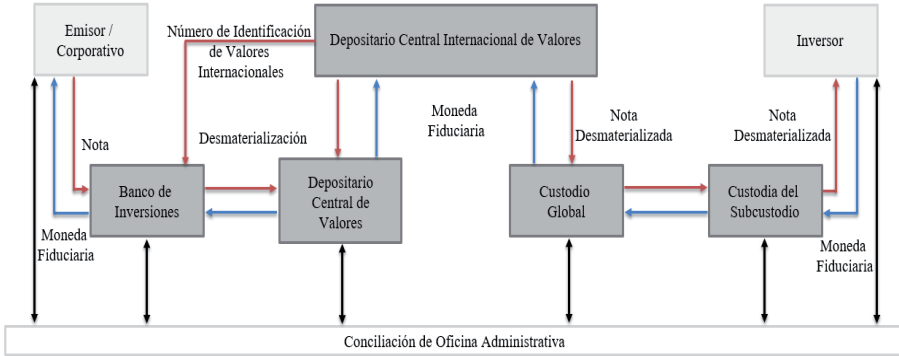 Emisor /
Corporativo
Número de Identificación
de Valores
Internacionales
Depositario Central Internacional de Valores
Inversor
Nota
Desmaterialización
Moneda
Fiduciaria
Nota
Desmaterializada
Nota
Desmaterializada
Banco de
Inversiones
Depositario
Central de
Valores
Custodio
Global
Custodia del
Subcustodio
Moneda
Fiduciaria
Moneda
Fiduciaria
Conciliación de Oficina Administrativa